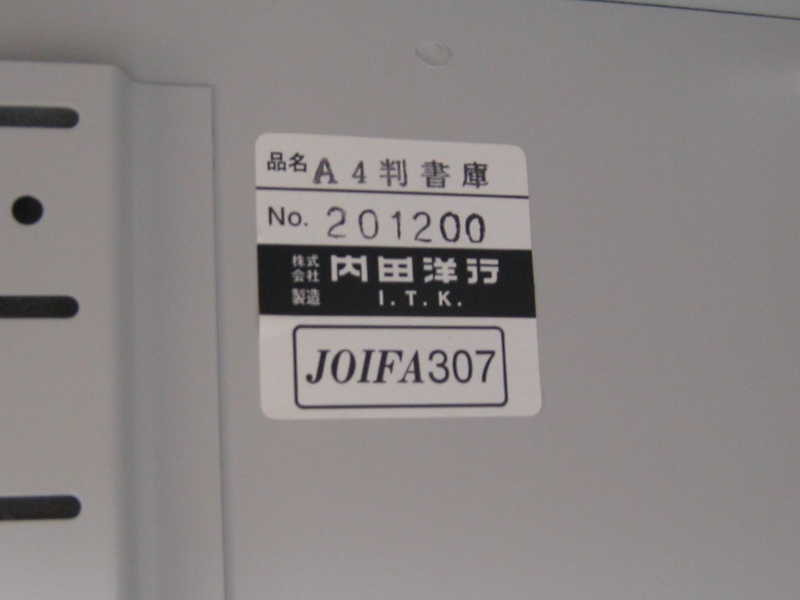 品名 A4判書庫
No. 201200
株式会社 内田洋行
製造 I.T.K.
JOIFA307